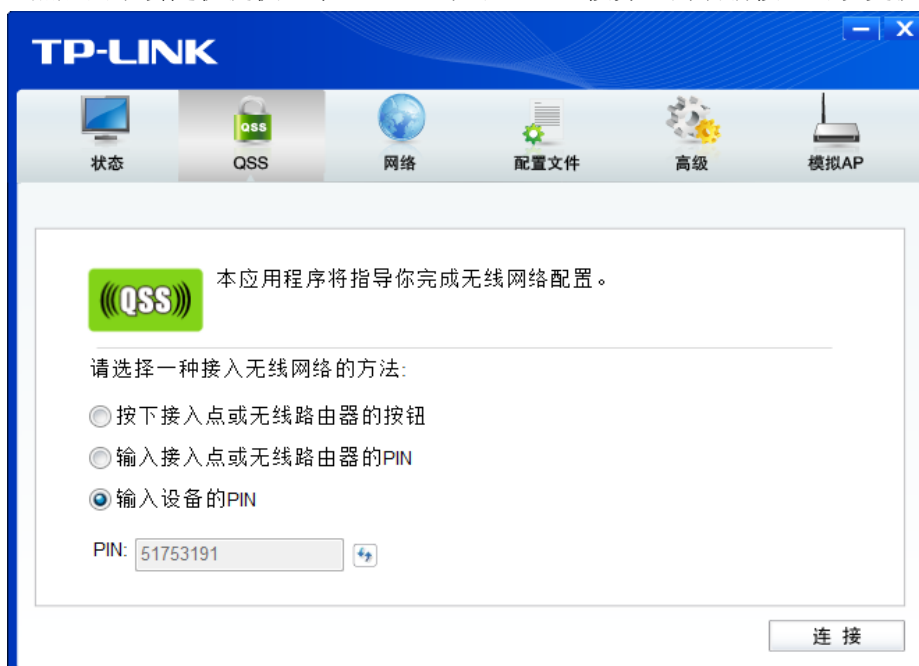 TP-LINK
状态
QSS
QSS
网络
配置文件
高级
模拟AP
QSS
本应用程序将指导你完成无线网络配置。
请选择一种接入无线网络的方法:
按下接入点或无线路由器的按钮
输入接入点或无线路由器的PIN
输入设备的PIN
PIN: 51753191
连 接